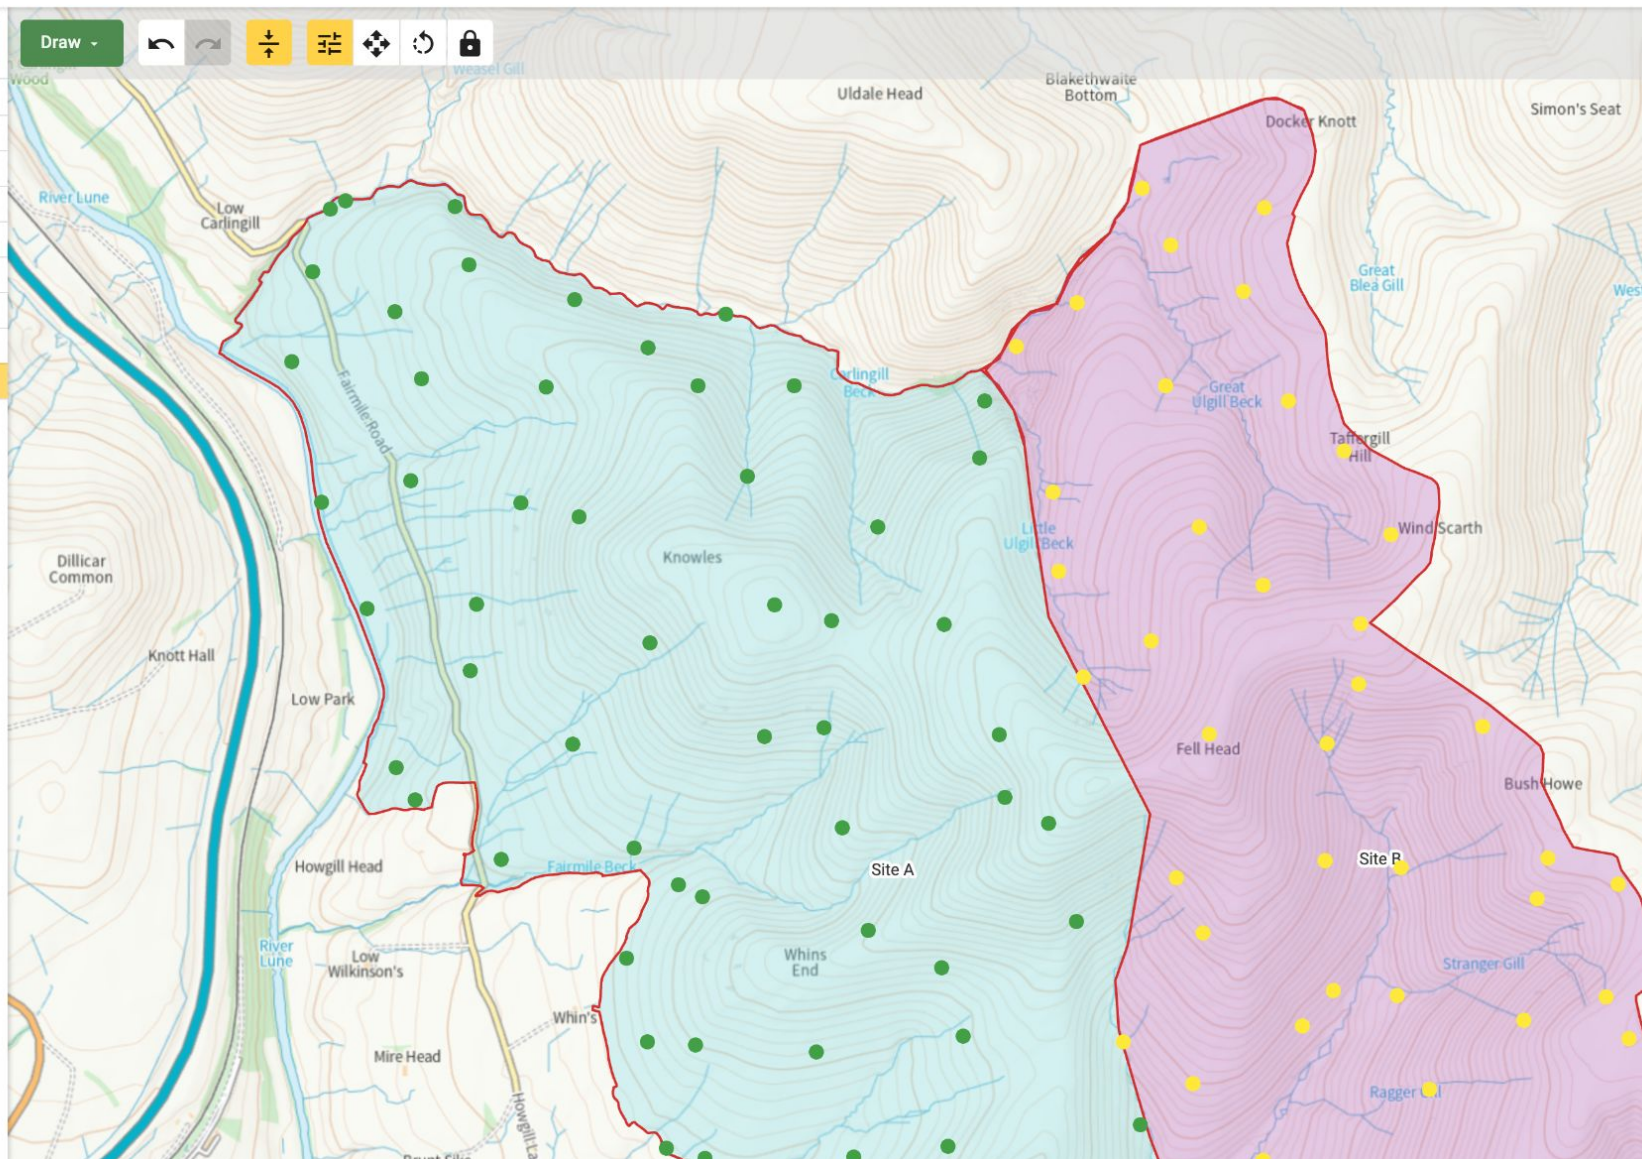 Draw
Wood
Weasel Gill
Uldale Head
Blakethwaite
Bottom
Docker Knott
Simon's Seat
River Lune
Low
Carlingill
Great
Blea Gill
Carlingill
Beck
Fairmile Road
Great
Ulgill Beck
Taffergill
Hill
Wind Scarth
Little
Ulgill Beck
Dillicar
Common
Knowles
Knott Hall
Low Park
Fell Head
Bush Howe
Howgill Head
Fairmile Beck
Site A
Site B
River
Lune
Low
Wilkinson's
Whins
End
Stranger Gill
Whin's
Mire Head
Ragger Gill